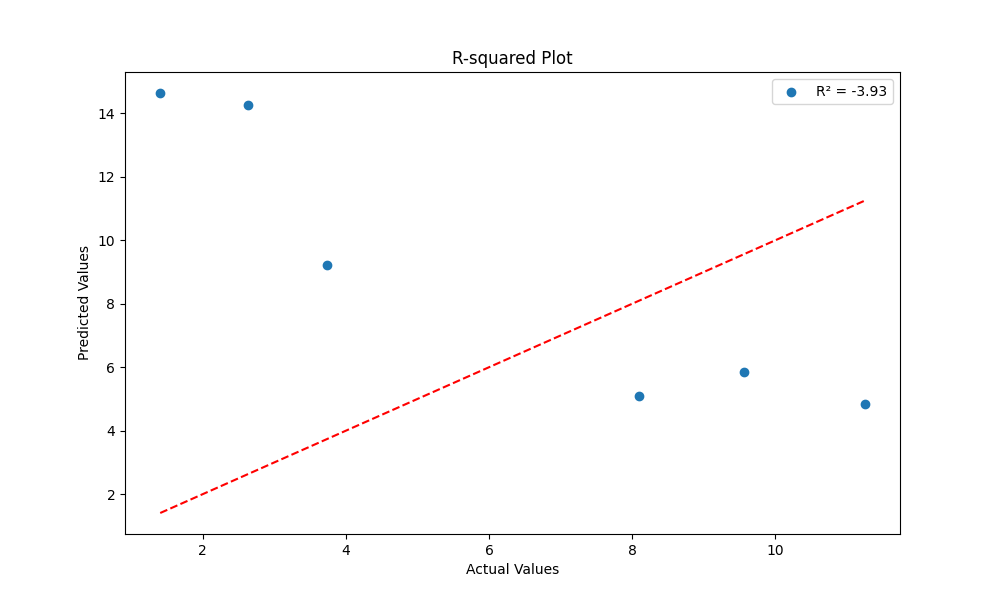 R-squared Plot
R² = -3.93
14
12
10
8
6
4
2
Predicted Values
2 4 6 8 10
Actual Values